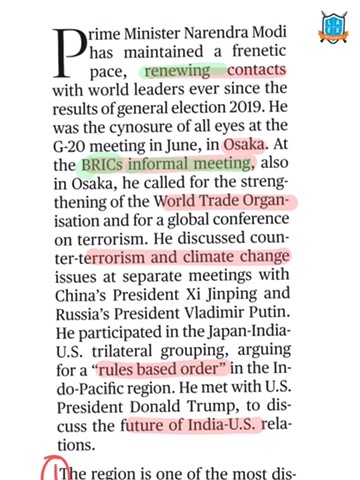 Prime Minister Narendra Modi
has maintained a frenetic
pace, renewing contacts
with world leaders ever since the
results of general election 2019. He
was the cynosure of all eyes at the
G-20 meeting in June, in Osaka. At
the BRICs informal meeting, also
in Osaka, he called for the streng-
thening of the World Trade Organ-
isation and for a global conference
on terrorism. He discussed coun-
ter-terrorism and climate change
issues at separate meetings with
China's President Xi Jinping and
Russia's President Vladimir Putin.
He participated in the Japan-India-
U.S. trilateral grouping, arguing
for a “rules based order” in the In-
do-Pacific region. He met with U.S.
President Donald Trump, to dis-
cuss the future of India-U.S. rela-
tions.
The region is one of the most dis-